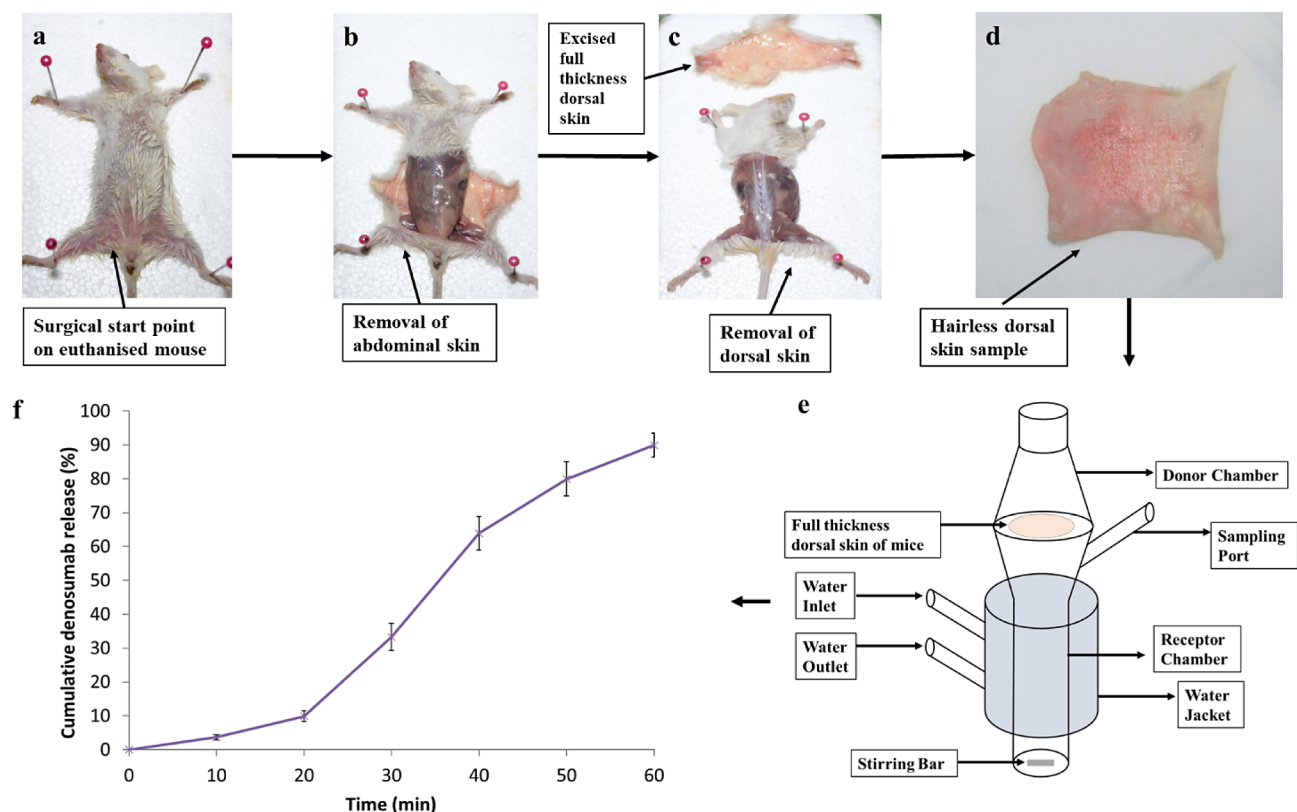 a
Surgical start point
on euthanised mouse
b
Removal of
abdominal skin
Excised
full
thickness
dorsal
skin
c
Removal of
dorsal skin
d
Hairless dorsal
skin sample
e
Donor Chamber
Full thickness
dorsal skin of mice
Sampling
Port
Water
Inlet
Water
Outlet
Receptor
Chamber
Water
Jacket
Stirring Bar
f
Cumulative denosumab release (%)
100
90
80
70
60
50
40
30
20
10
0
0 10 20 30 40 50 60
Time (min)